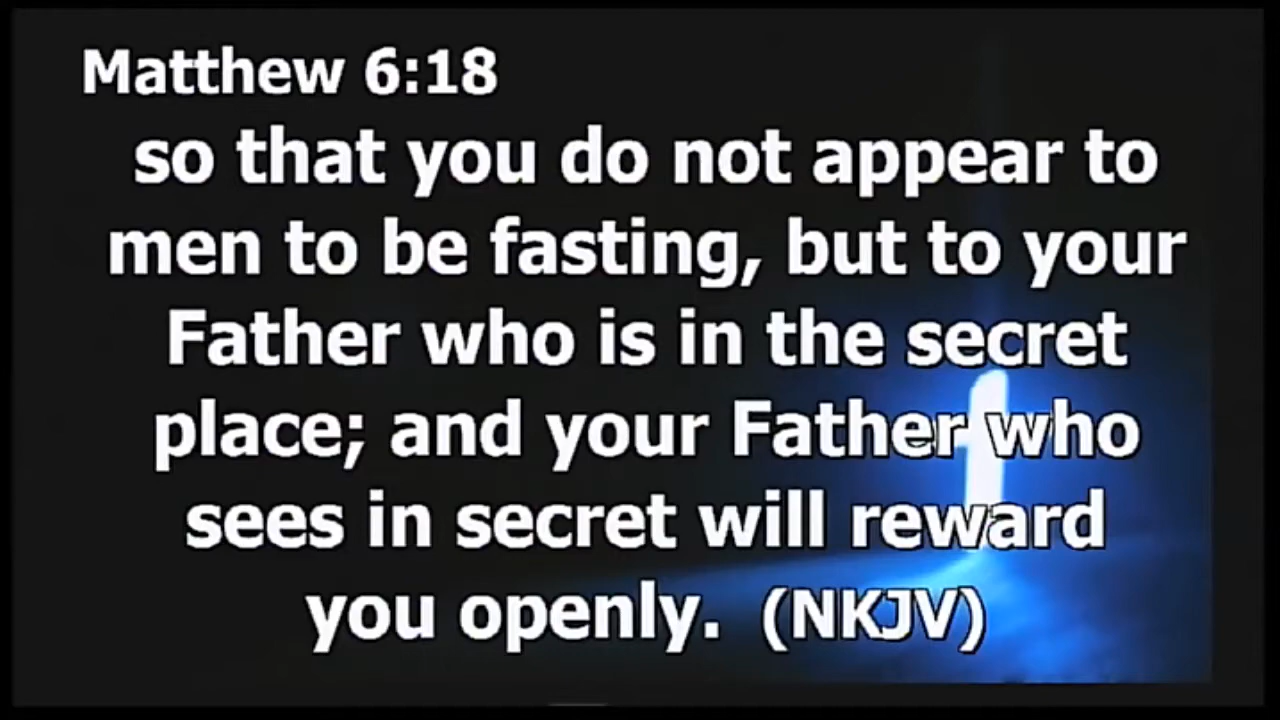 Matthew 6:18
so that you do not appear to
men to be fasting, but to your
Father who is in the secret
place; and your Father who
sees in secret will reward
you openly. (NKJV)